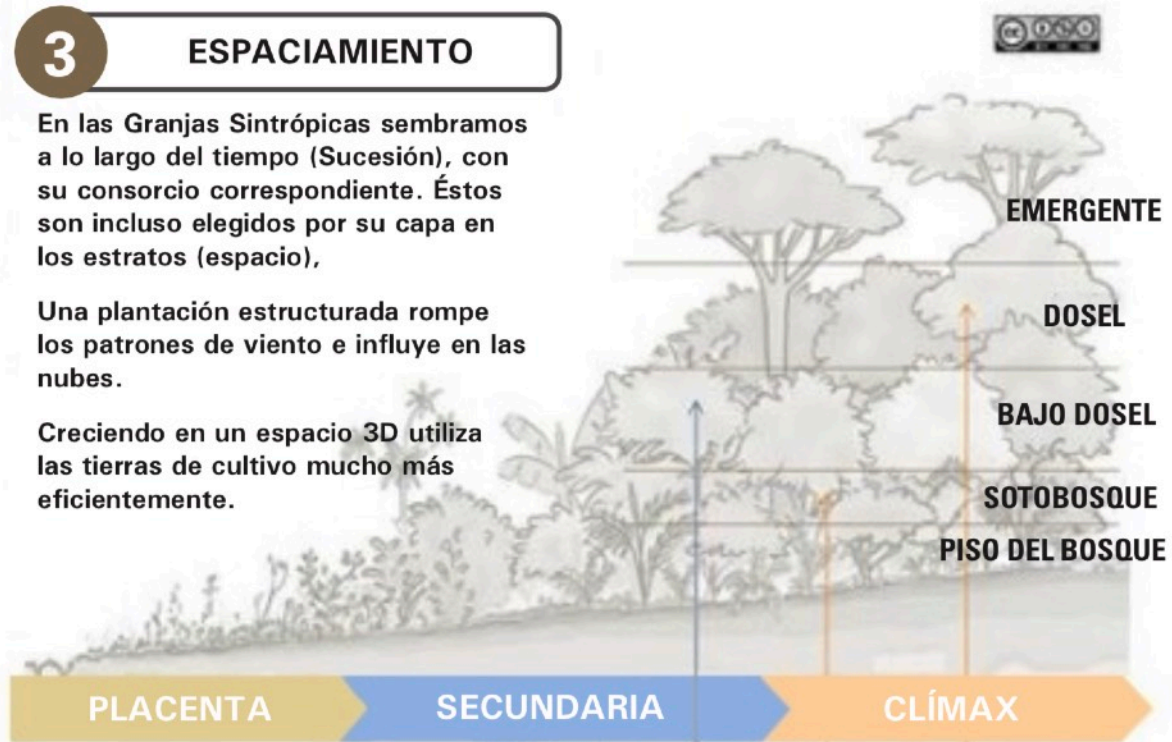 3
ESPACIAMIENTO
En las Granjas Sintrópicas sembramos
a lo largo del tiempo (Sucesión), con
su consorcio correspondiente. Éstos
son incluso elegidos por su capa en
los estratos (espacio),
Una plantación estructurada rompe
los patrones de viento e influye en las
nubes.
Creciendo en un espacio 3D utiliza
las tierras de cultivo mucho más
eficientemente.
EMERGENTE
DOSEL
BAJO DOSEL
SOTOBOSQUE
PISO DEL BOSQUE
PLACENTA
SECUNDARIA
CLÍMAX